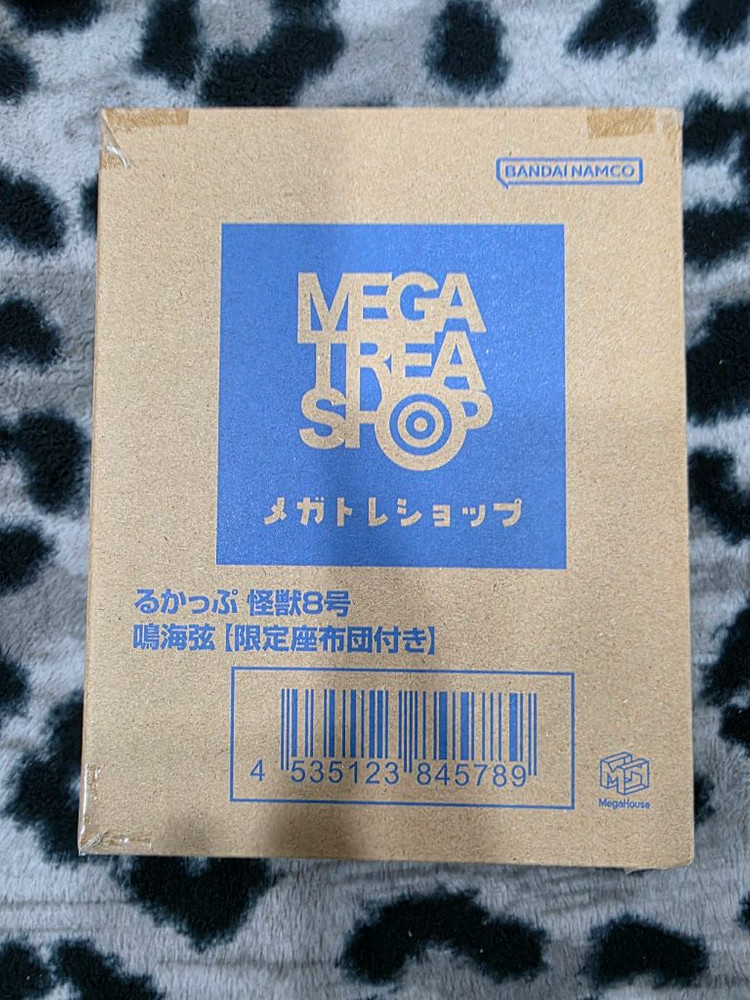 BANDAI NAMCO
MEGA
TREA
SHOP
メガトレショップ
るかっぷ 怪獣8号
鳴海弦【限定座布団付き】
4 535123 845789
MegaHouse